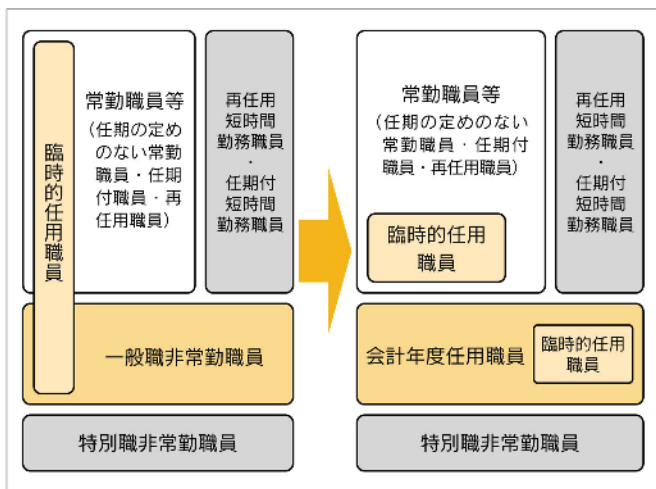 臨時的任用職員
常勤職員等
（任期の定め
のない常勤
職員・任期
付職員・再
任用職員）
再任用
短時間
勤務職員
・
任期付
短時間
勤務職員
一般職非常勤職員
特別職非常勤職員
常勤職員等
（任期の定めのない
常勤職員・任期付
職員・再任用職員）
臨時的任用
職員
再任用
短時間
勤務職員
・
任期付
短時間
勤務職員
会計年度任用職員
臨時的任用
職員
特別職非常勤職員